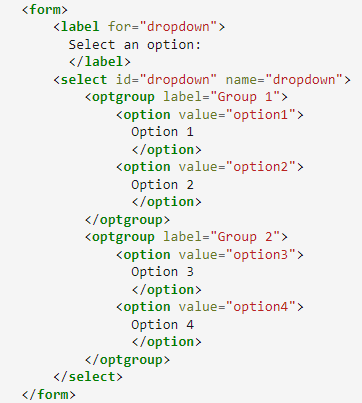 <form>
<label for="dropdown">
Select an option:
</label>
<select id="dropdown" name="dropdown">
<optgroup label="Group 1">
<option value="option1">
Option 1
</option>
<option value="option2">
Option 2
</option>
</optgroup>
<optgroup label="Group 2">
<option value="option3">
Option 3
</option>
<option value="option4">
Option 4
</option>
</optgroup>
</select>
</form>